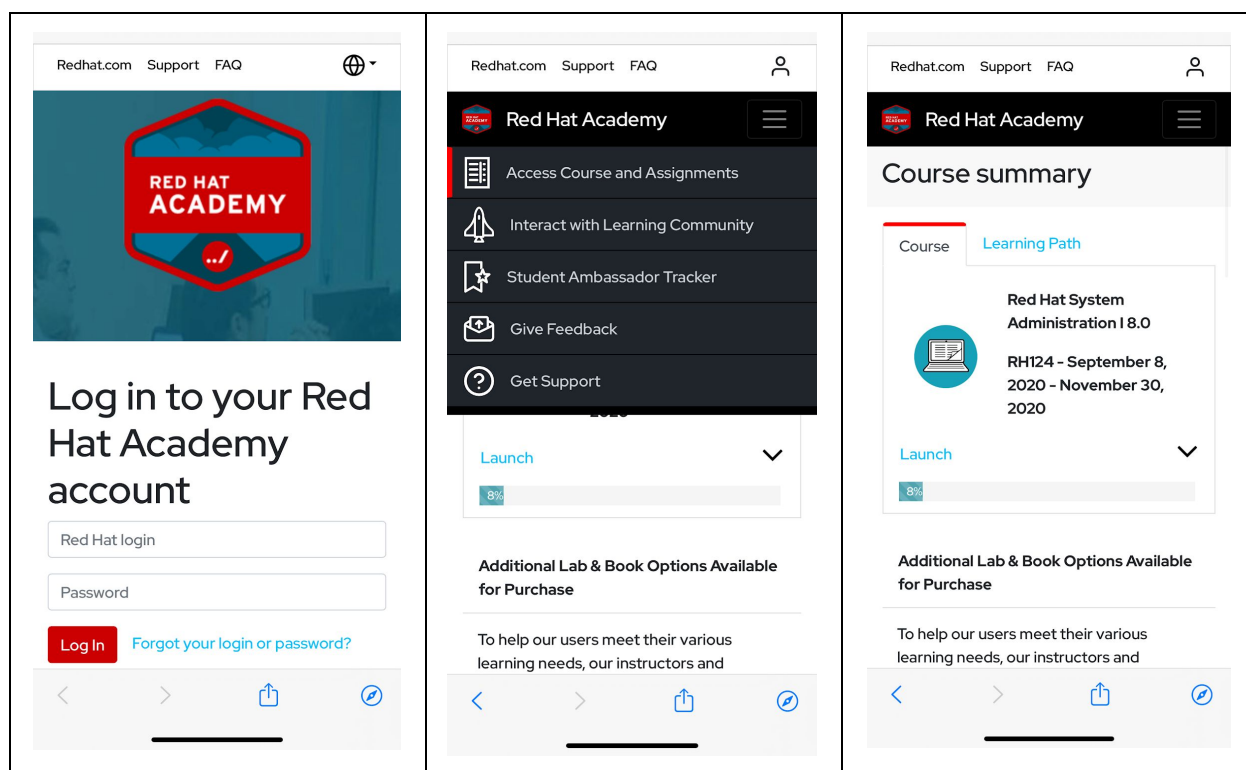 Redhat.com Support FAQ
RED HAT
ACADEMY
Log in to your Red
Hat Academy
account
Red Hat login
Password
Log In Forgot your login or password?
Redhat.com Support FAQ
RED HAT
ACADEMY
Red Hat Academy
Access Course and Assignments
Interact with Learning Community
Student Ambassador Tracker
Give Feedback
Get Support
Launch
8%
Additional Lab & Book Options Available
for Purchase
To help our users meet their various
learning needs, our instructors and
Redhat.com Support FAQ
RED HAT
ACADEMY
Red Hat Academy
Course summary
Course Learning Path
Red Hat System
Administration I 8.0
RH124 - September 8,
2020 - November 30,
2020
Launch
8%
Additional Lab & Book Options Available
for Purchase
To help our users meet their various
learning needs, our instructors and